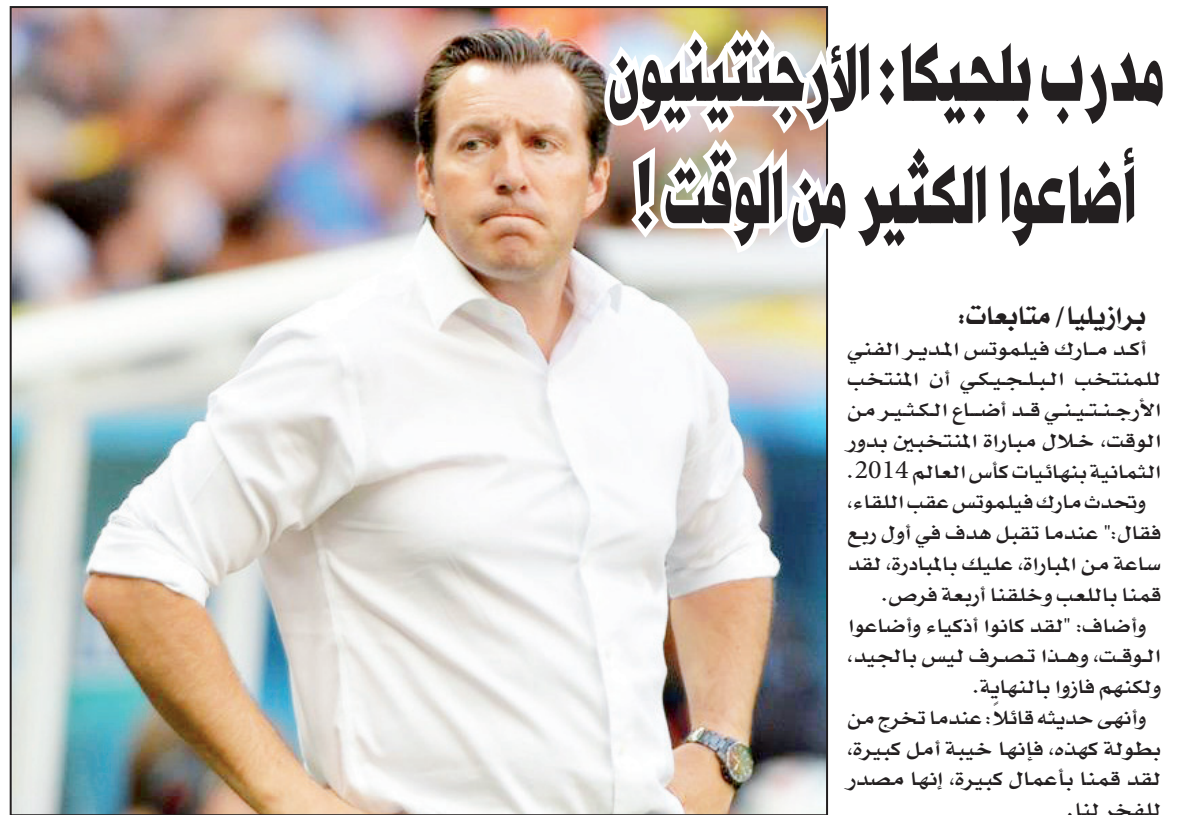 مدرب بلجيكا: الأرجنتينيون
أضاعوا الكثير من الوقت!
برازيليا/ متابعات:
أكد مارك فيلموتس المدير الفني
للمنتخب البلجيكي أن المنتخب
الأرجنتيني قد أضاع الكثير من
الوقت، خلال مباراة المنتخبين بدور
الثمانية بنهائيات كأس العالم 2014.
وتحدث مارك فيلموتس عقب اللقاء،
فقال:" عندما تقبل هدف في أول ربع
ساعة من المباراة، عليك بالمبادرة، لقد
قمنا باللعب وخلقنا أربعة فرص.
وأضاف: "لقد كانوا أذكياء وأضاعوا
الوقت، وهذا تصرف ليس بالجيد،
ولكنهم فازوا بالنهاية.
وأنهى حديثه قائلاً: عندما تخرج من
بطولة كهذه، فإنها خيبة أمل كبيرة،
لقد قمنا بأعمال كبيرة، إنها مصدر
للفخر لنا.